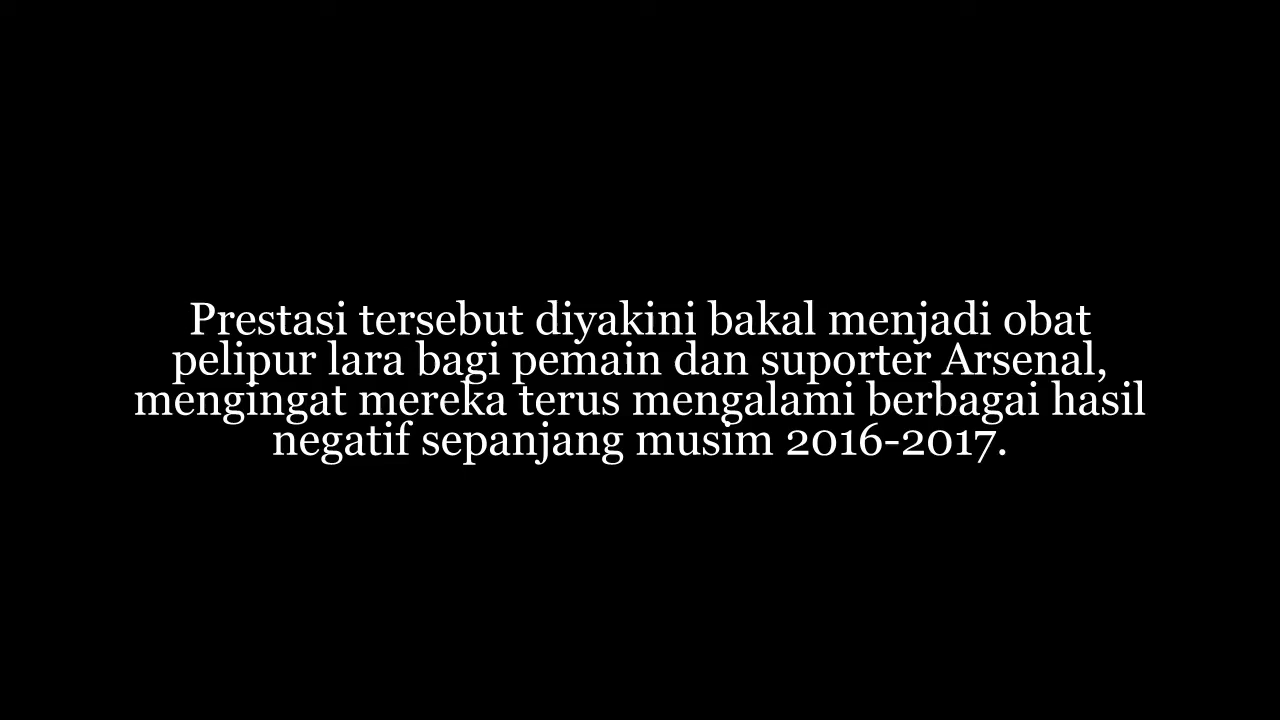 Prestasi tersebut diyakini bakal menjadi obat
pelipur lara bagi pemain dan suporter Arsenal,
mengingat mereka terus mengalami berbagai hasil
negatif sepanjang musim 2016-2017.